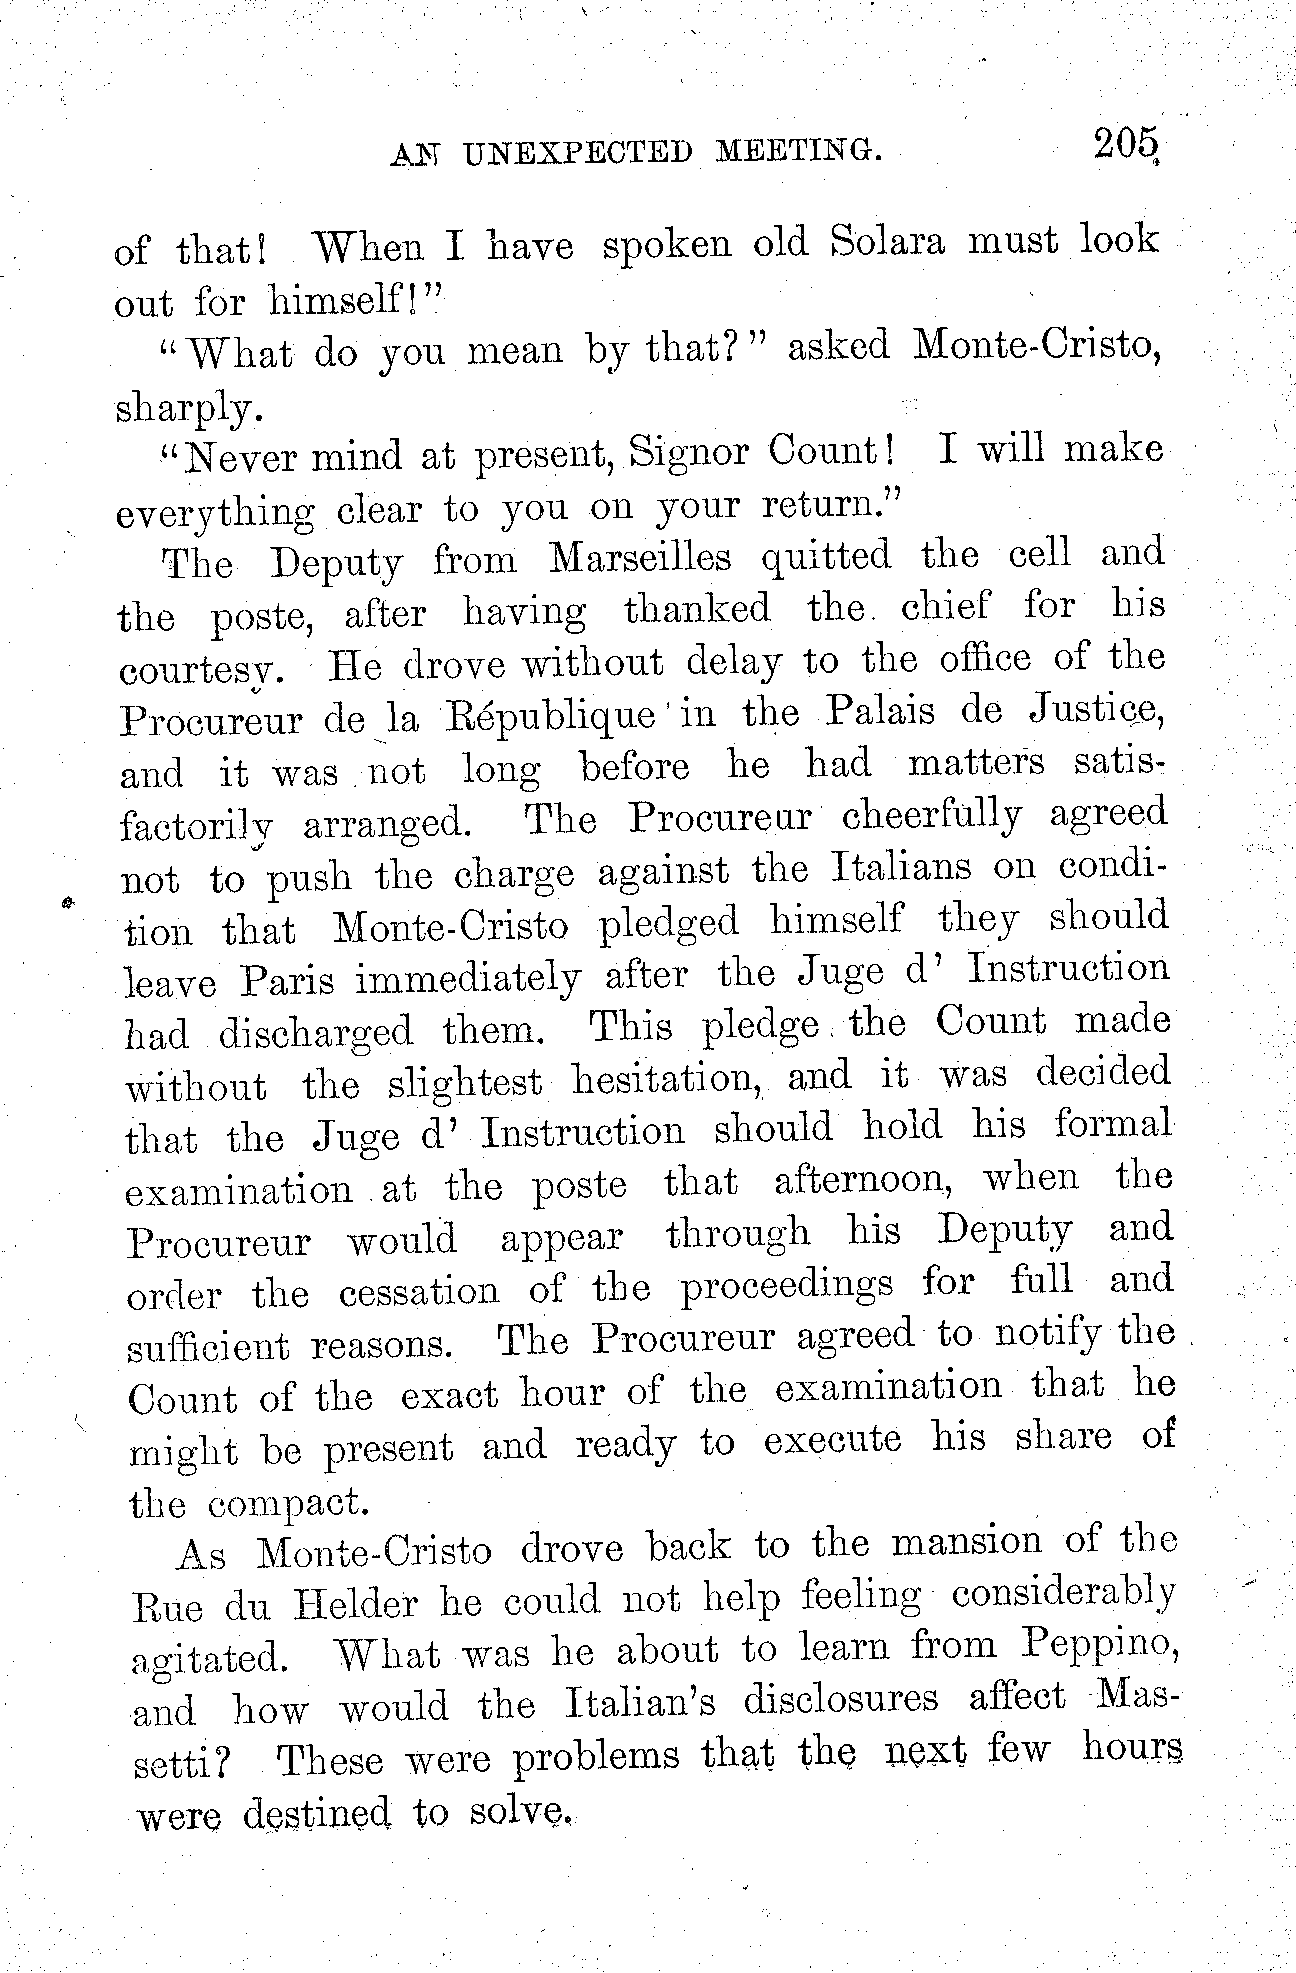 AN UNEXPECTED MEETING. 205
of that! When I have spoken old Solara must look
out for himself!”
“What do you mean by that?” asked Monte-Cristo,
sharply.
“Never mind at present, Signor Count! I will make
everything clear to you on your return.”
The Deputy from Marseilles quitted the cell and
the poste, after having thanked the chief for his
courtesy. He drove without delay to the office of the
Procureur de la République in the Palais de Justice,
and it was not long before he had matters satis-
factorily arranged. The Procureur cheerfully agreed
not to push the charge against the Italians on condi-
tion that Monte-Cristo pledged himself they should
leave Paris immediately after the Juge d’ Instruction
had discharged them. This pledge the Count made
without the slightest hesitation, and it was decided
that the Juge d’ Instruction should hold his formal
examination at the poste that afternoon, when the
Procureur would appear through his Deputy and
order the cessation of the proceedings for full and
sufficient reasons. The Procureur agreed to notify the
Count of the exact hour of the examination that he
might be present and ready to execute his share of
the compact.
As Monte-Cristo drove back to the mansion of the
Rue du Helder he could not help feeling considerably
agitated. What was he about to learn from Peppino,
and how would the Italian’s disclosures affect Mas-
setti? These were problems that the next few hours
were destined to solve.